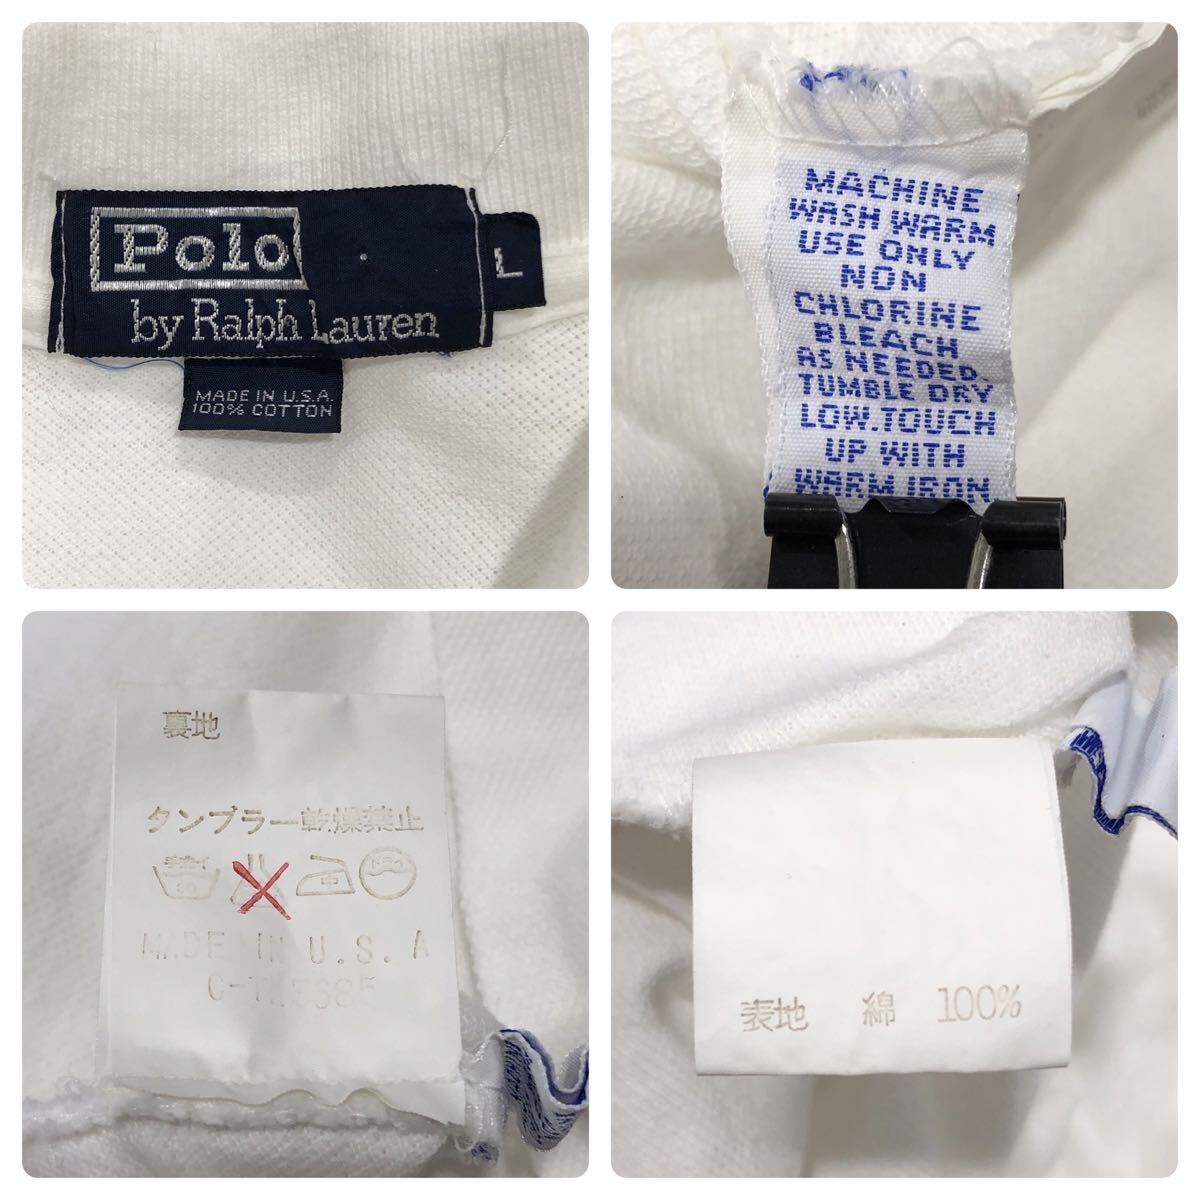 Polo
by Ralph Lauren
L
MADE IN U.S.A.
100% COTTON
MACHINE
WASH WARM
USE ONLY
NON
CHLORINE
BLEACH
AS NEEDED.
TUMBLE DRY
LOW.TOUCH
UP WITH
WARM IRON.
裏地
タンブラー乾燥禁止
中
MADE IN U.S.A
表地 綿 100%